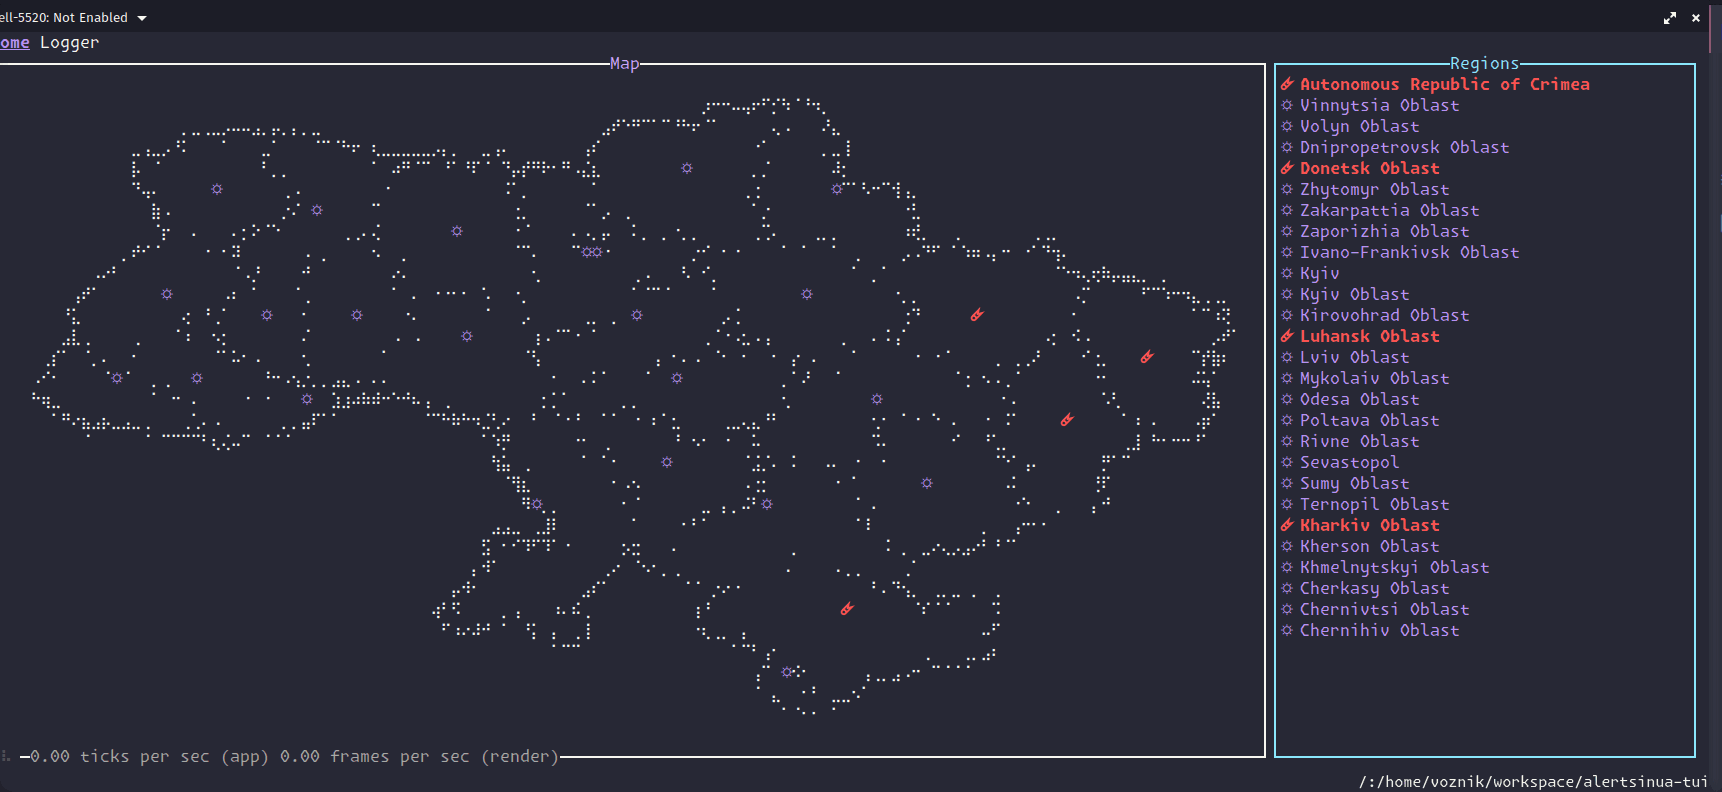 ell-5520: Not Enabled
ome Logger
Map
Regions
Autonomous Republic of Crimea
Vinnytsia Oblast
Volyn Oblast
Dnipropetrovsk Oblast
Donetsk Oblast
Zhytomyr Oblast
Zakarpattia Oblast
Zaporizhia Oblast
Ivano-Frankivsk Oblast
Kyiv
Kyiv Oblast
Kirovohrad Oblast
Luhansk Oblast
Lviv Oblast
Mykolaiv Oblast
Odesa Oblast
Poltava Oblast
Rivne Oblast
Sevastopol
Sumy Oblast
Ternopil Oblast
Kharkiv Oblast
Kherson Oblast
Khmelnytskyi Oblast
Cherkasy Oblast
Chernivtsi Oblast
Chernihiv Oblast
0.00 ticks per sec (app) 0.00 frames per sec (render)
/:/home/voznik/workspace/alertsinua-tui